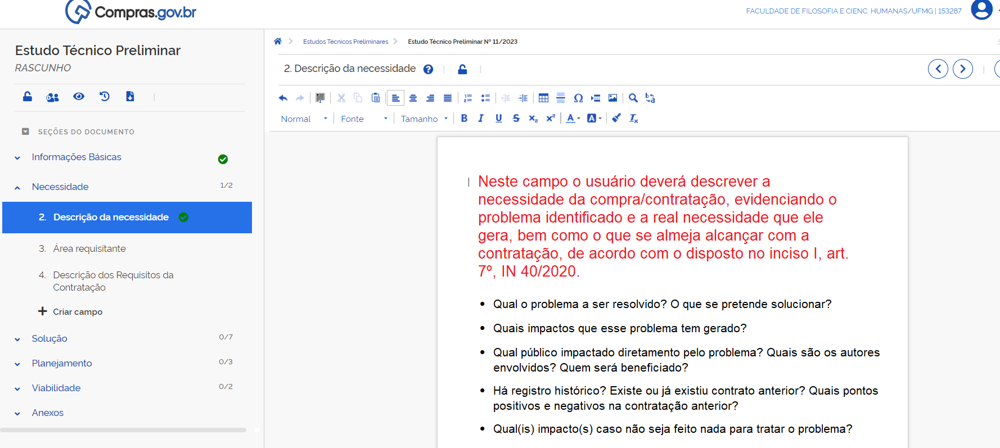 Compras.gov.br
FACULDADE DE FILOSOFIA E CIENC. HUMANAS/UFMG | 153287
Estudo Técnico Preliminar
RASCUNHO
SEÇÕES DO DOCUMENTO
Informações Básicas
Necessidade 1/2
2. Descrição da necessidade
3. Área requisitante
4. Descrição dos Requisitos da
Contratação
Criar campo
Solução 0/7
Planejamento 0/3
Viabilidade 0/2
Anexos
Estudos Técnicos Preliminares
Estudo Técnico Preliminar Nº 11/2023
2. Descrição da necessidade
Normal Fonte Tamanho B I U S x₂ x² A A Tx
Neste campo o usuário deverá descrever a
necessidade da compra/contratação, evidenciando o
problema identificado e a real necessidade que ele
gera, bem como o que se almeja alcançar com a
contratação, de acordo com o disposto no inciso I, art.
7º, IN 40/2020.
• Qual o problema a ser resolvido? O que se pretende solucionar?
• Quais impactos que esse problema tem gerado?
• Qual público impactado diretamento pelo problema? Quais são os autores
envolvidos? Quem será beneficiado?
• Há registro histórico? Existe ou já existiu contrato anterior? Quais pontos
positivos e negativos na contratação anterior?
• Qual(is) impacto(s) caso não seja feito nada para tratar o problema?